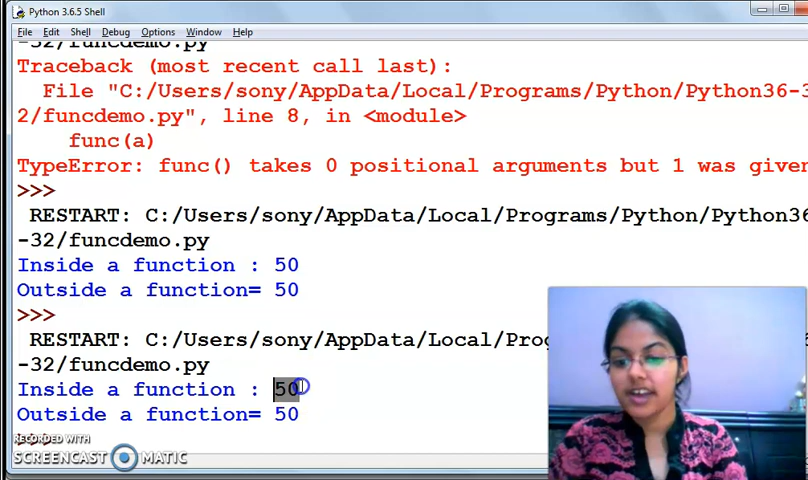 Python 3.6.5 Shell
File Edit Shell Debug Options Window Help
-32/funcdemo.py
Traceback (most recent call last):
File "C:/Users/sony/AppData/Local/Programs/Python/Python36-3
2/funcdemo.py", line 8, in <module>
func(a)
TypeError: func() takes 0 positional arguments but 1 was given
>>>
RESTART: C:/Users/sony/AppData/Local/Programs/Python/Python36
-32/funcdemo.py
Inside a function : 50
Outside a function= 50
>>>
RESTART: C:/Users/sony/AppData/Local/Pro
-32/funcdemo.py
Inside a function : 50
Outside a function= 50
>>>
RECORDED WITH
SCREENCAST MATIC